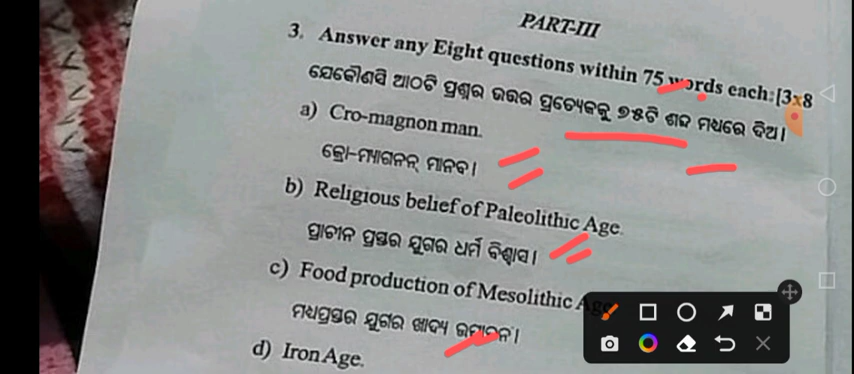 PART-III
3. Answer any Eight questions within 75 words each:[3x8
ଯେକୌଣସି ଆଠଟି ପ୍ରଶ୍ନର ଉତ୍ତର ପ୍ରତ୍ୟେକକୁ ୭୫ଟି ଶବ୍ଦ ମଧ୍ୟରେ ଦିଅ।
a) Cro-magnon man.
କ୍ରୋ-ମ୍ୟାଗନନ୍ ମାନବ।
b) Religious belief of Paleolithic Age.
ପ୍ରାଚୀନ ପ୍ରସ୍ତର ଯୁଗର ଧର୍ମ ବିଶ୍ୱାସ।
c) Food production of Mesolithic
ମଧ୍ୟପ୍ରସ୍ତର ଯୁଗର ଖାଦ୍ୟ ଉତ୍ପାଦନ।
d) Iron Age.